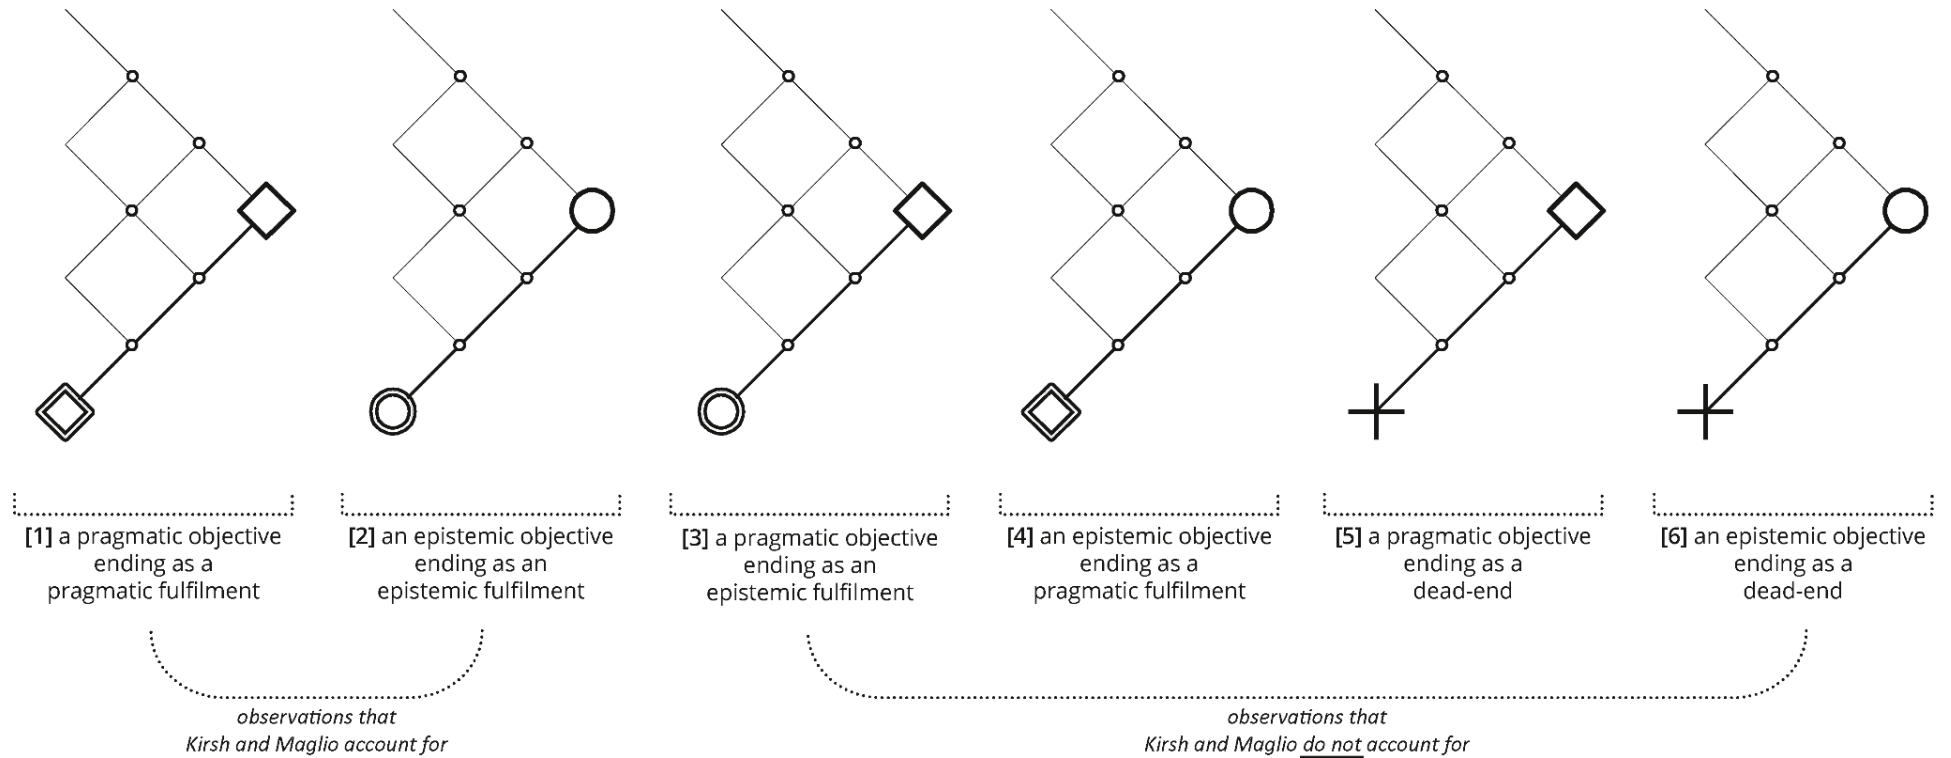 [1] a pragmatic objective
ending as a
pragmatic fulfilment
[2] an epistemic objective
ending as an
epistemic fulfilment
[3] a pragmatic objective
ending as an
epistemic fulfilment
[4] an epistemic objective
ending as a
pragmatic fulfilment
[5] a pragmatic objective
ending as a
dead-end
[6] an epistemic objective
ending as a
dead-end
observations that
Kirsh and Maglio account for
observations that
Kirsh and Maglio do not account for